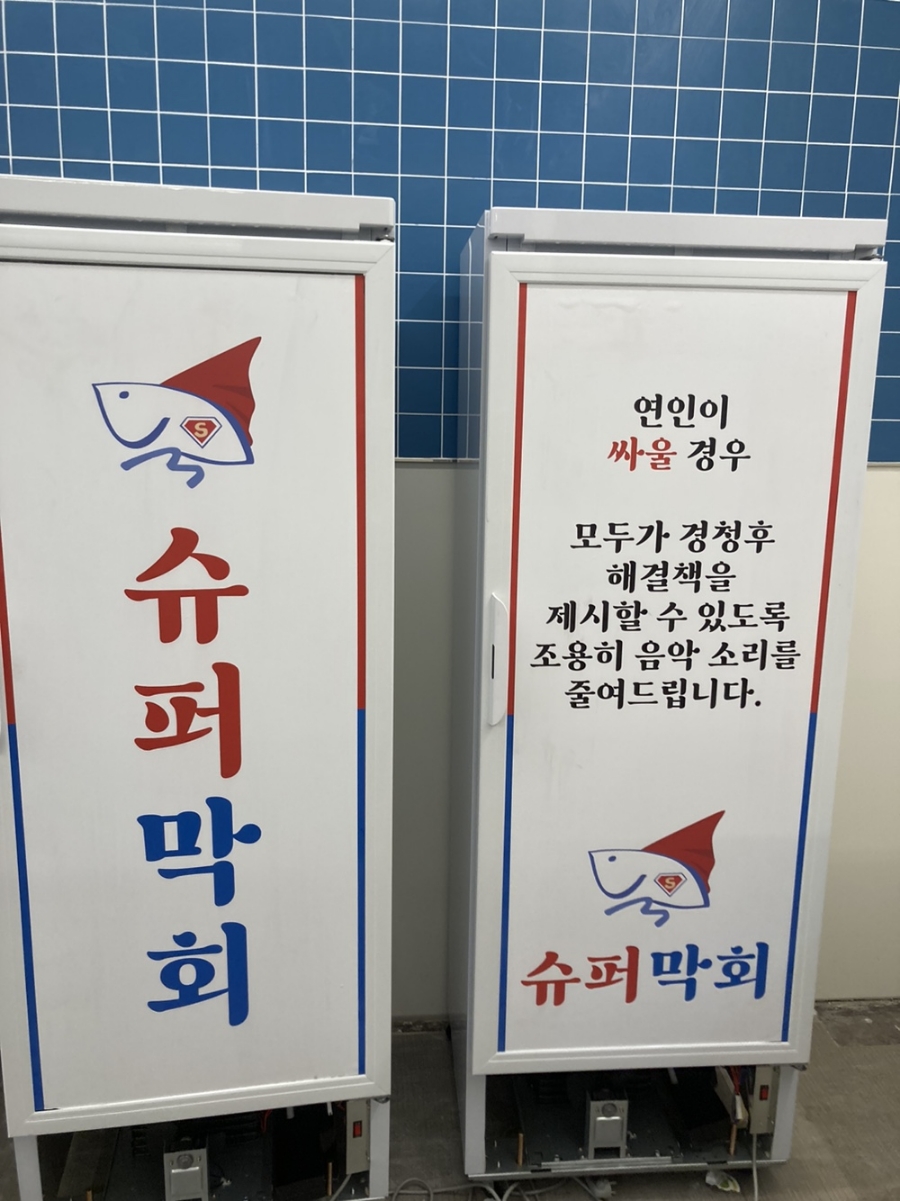 S
슈
퍼
막
회
연인이
싸울 경우
모두가 경청후
해결책을
제시할 수 있도록
조용히 음악 소리를
줄여드립니다.
S
슈퍼막회